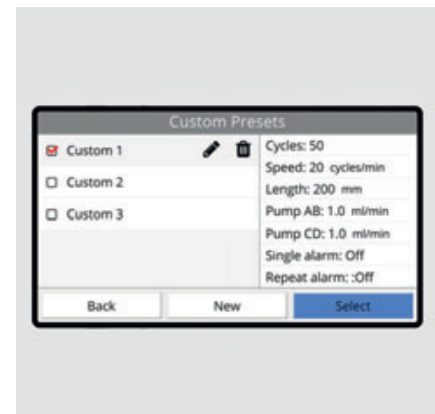 Custom Presets
Custom 1
Custom 2
Custom 3
Cycles: 50
Speed: 20 cycles/min
Length: 200 mm
Pump AB: 1.0 ml/min
Pump CD: 1.0 ml/min
Single alarm: Off
Repeat alarm: :Off
Back
New
Select